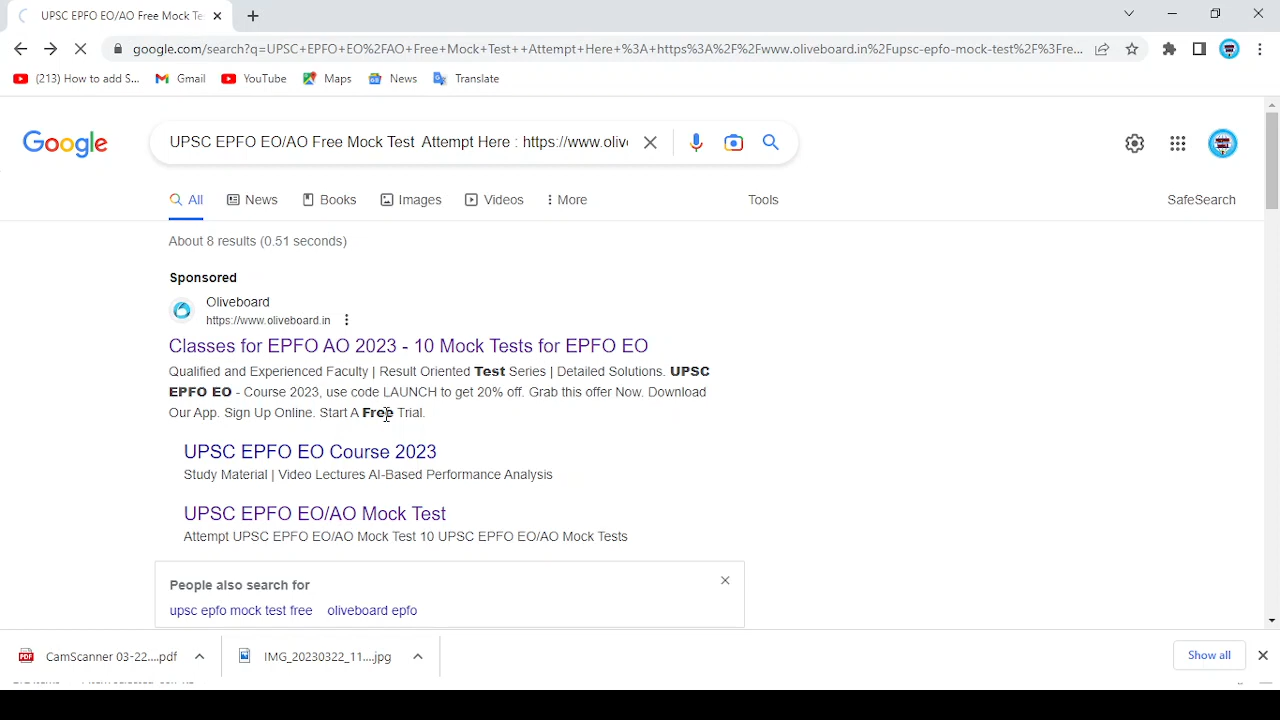 UPSC EPFO EO/AO Free Mock Te
google.com/search?q=UPSC+EPFO+EO%2FAO+Free+Mock+Test++Attempt+Here+%3A+https%3A%2F%2Fwww.oliveboard.in%2Fupsc-epfo-mock-test%2F%3Fre...
(213) How to add S...
Gmail
YouTube
Maps
News
Translate
Google
UPSC EPFO EO/AO Free Mock Test  Attempt Here : https://www.oliv
All
News
Books
Images
Videos
More
Tools
SafeSearch
About 8 results (0.51 seconds)
Sponsored
Oliveboard
https://www.oliveboard.in
Classes for EPFO AO 2023 - 10 Mock Tests for EPFO EO
Qualified and Experienced Faculty | Result Oriented Test Series | Detailed Solutions. UPSC
EPFO EO - Course 2023, use code LAUNCH to get 20% off. Grab this offer Now. Download
Our App. Sign Up Online. Start A Free Trial.
UPSC EPFO EO Course 2023
Study Material | Video Lectures AI-Based Performance Analysis
UPSC EPFO EO/AO Mock Test
Attempt UPSC EPFO EO/AO Mock Test 10 UPSC EPFO EO/AO Mock Tests
People also search for
upsc epfo mock test free
oliveboard epfo
CamScanner 03-22....pdf
IMG_20230322_11....jpg
Show all